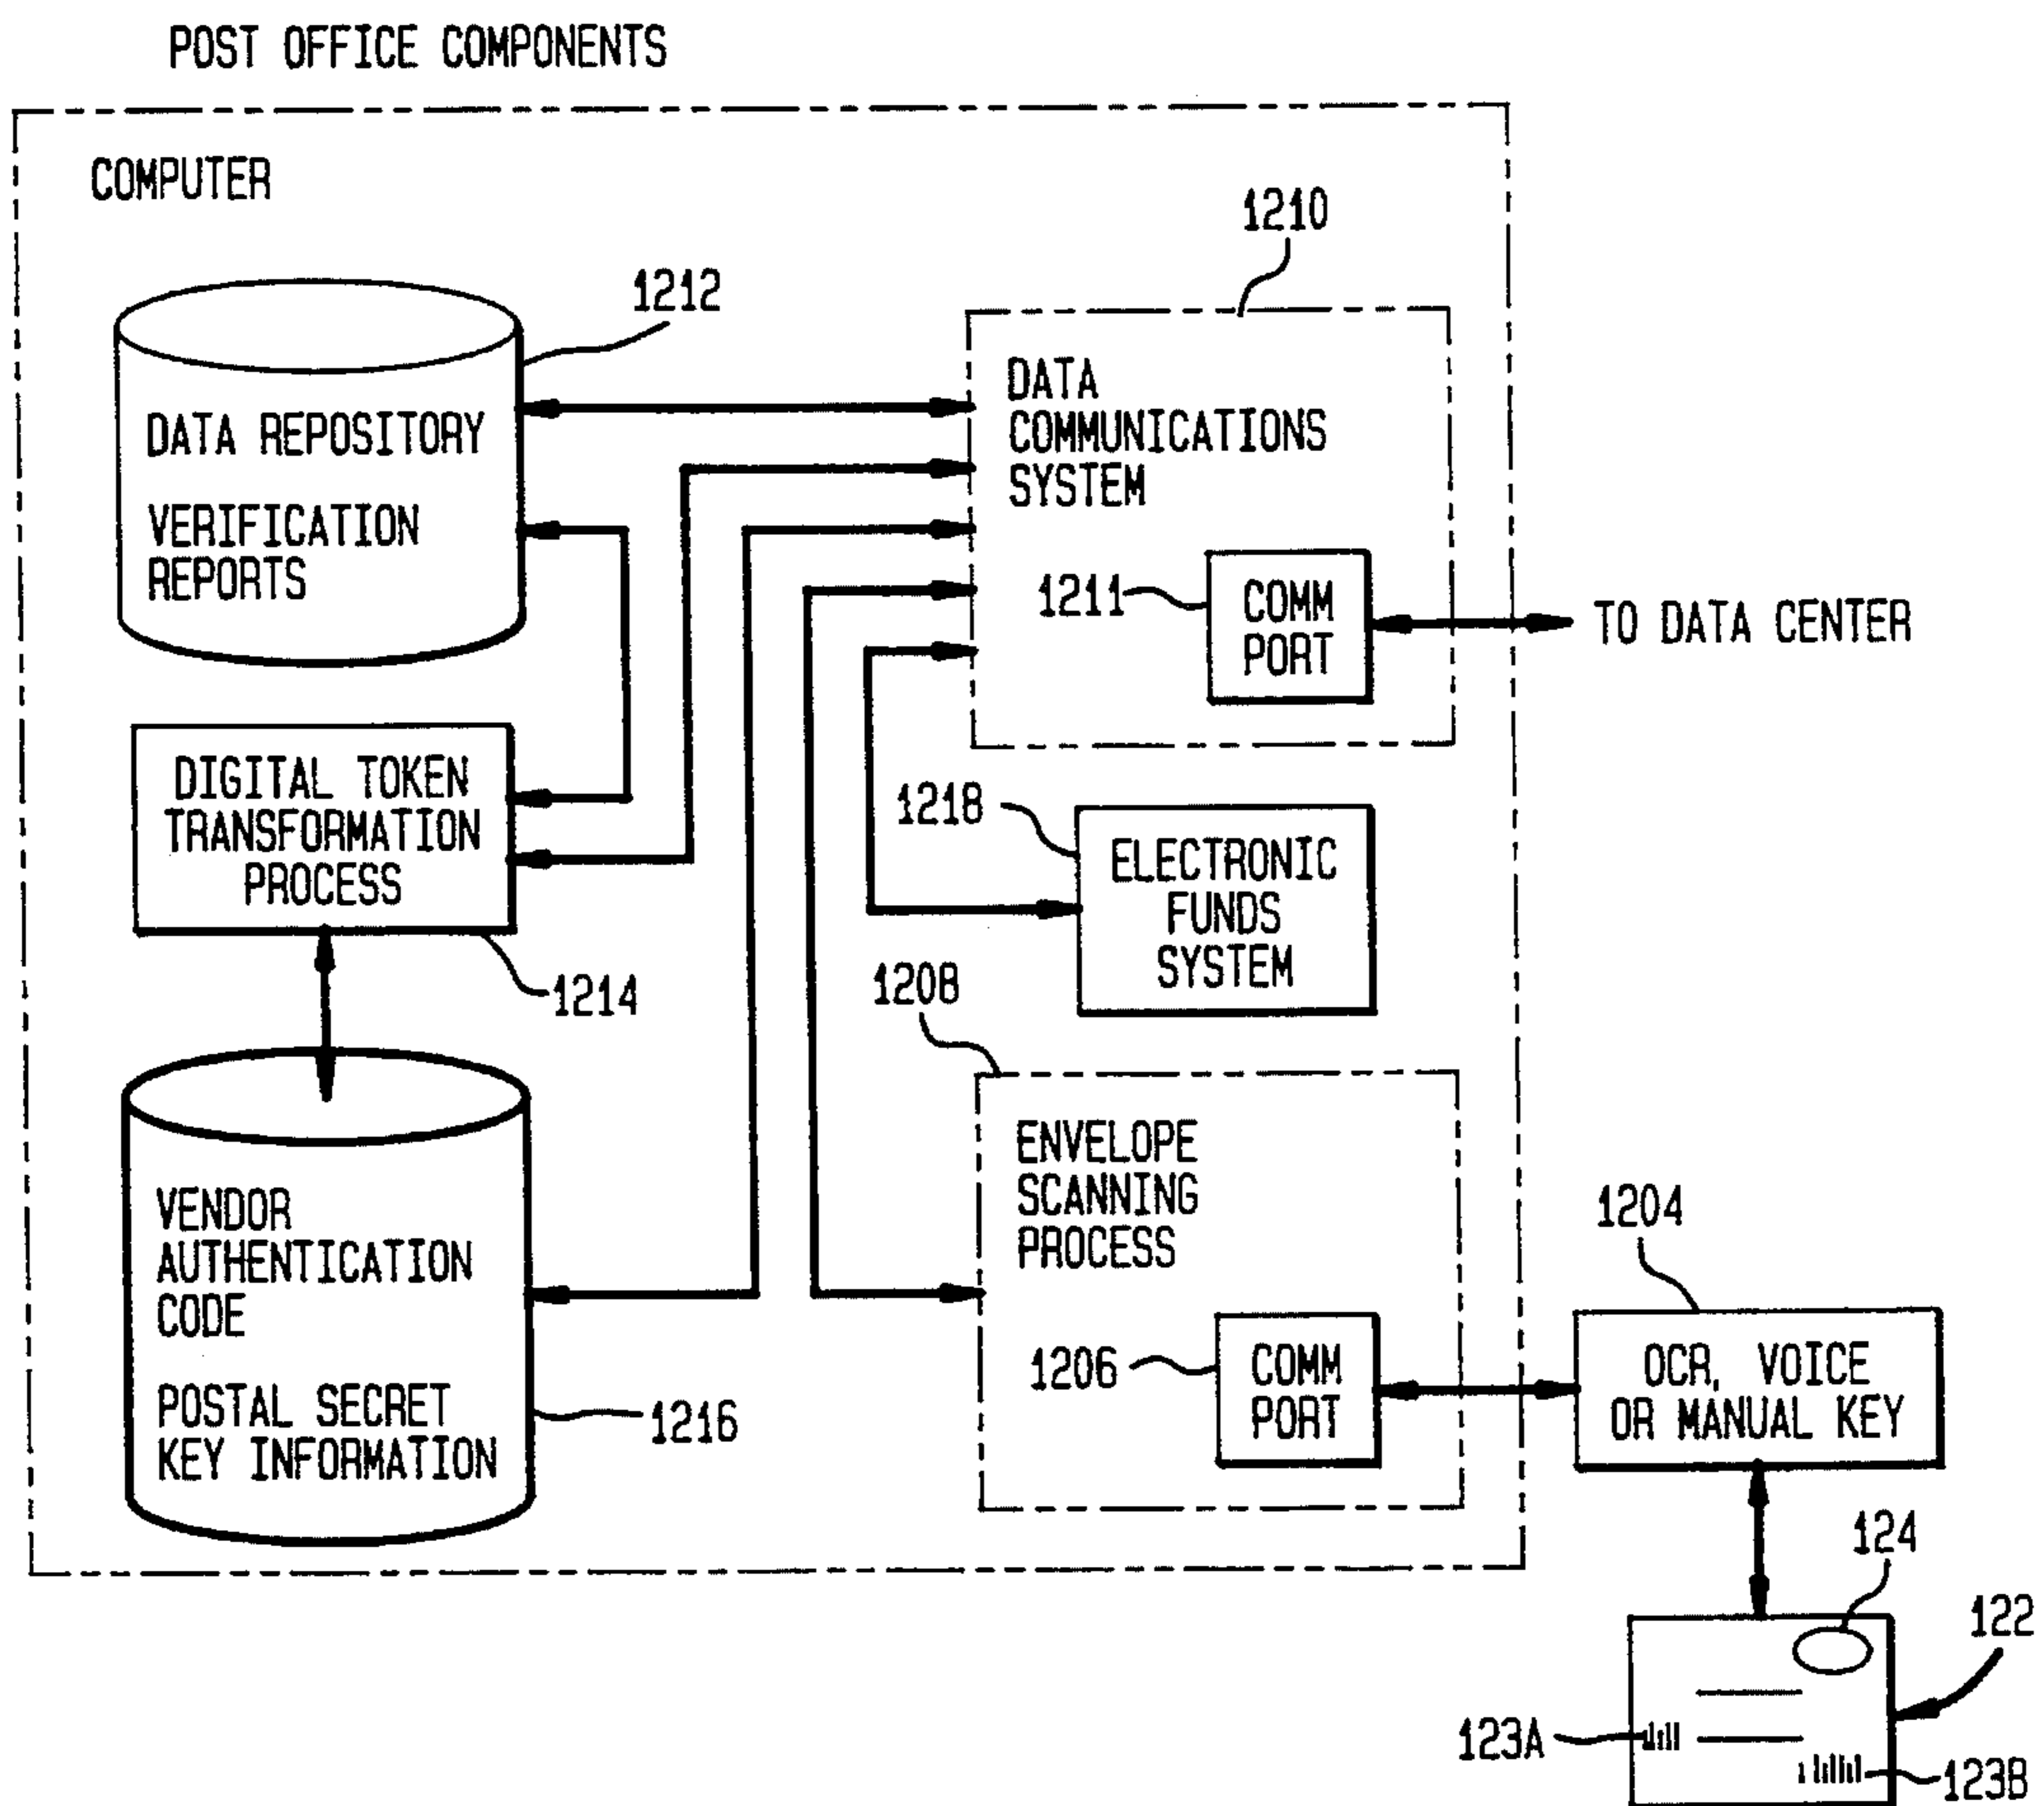 POST OFFICE COMPONENTS
COMPUTER
1210
1212
DATA REPOSITORY
VERIFICATION
REPORTS
DATA
COMMUNICATIONS
SYSTEM
1211
COMM
PORT
TO DATA CENTER
DIGITAL TOKEN
TRANSFORMATION
PROCESS
1214
1218
ELECTRONIC
FUNDS
SYSTEM
1208
ENVELOPE
SCANNING
PROCESS
VENDOR
AUTHENTICATION
CODE
POSTAL SECRET
KEY INFORMATION
1216
1206
COMM
PORT
1204
OCR, VOICE
OR MANUAL KEY
124
122
123A
123B